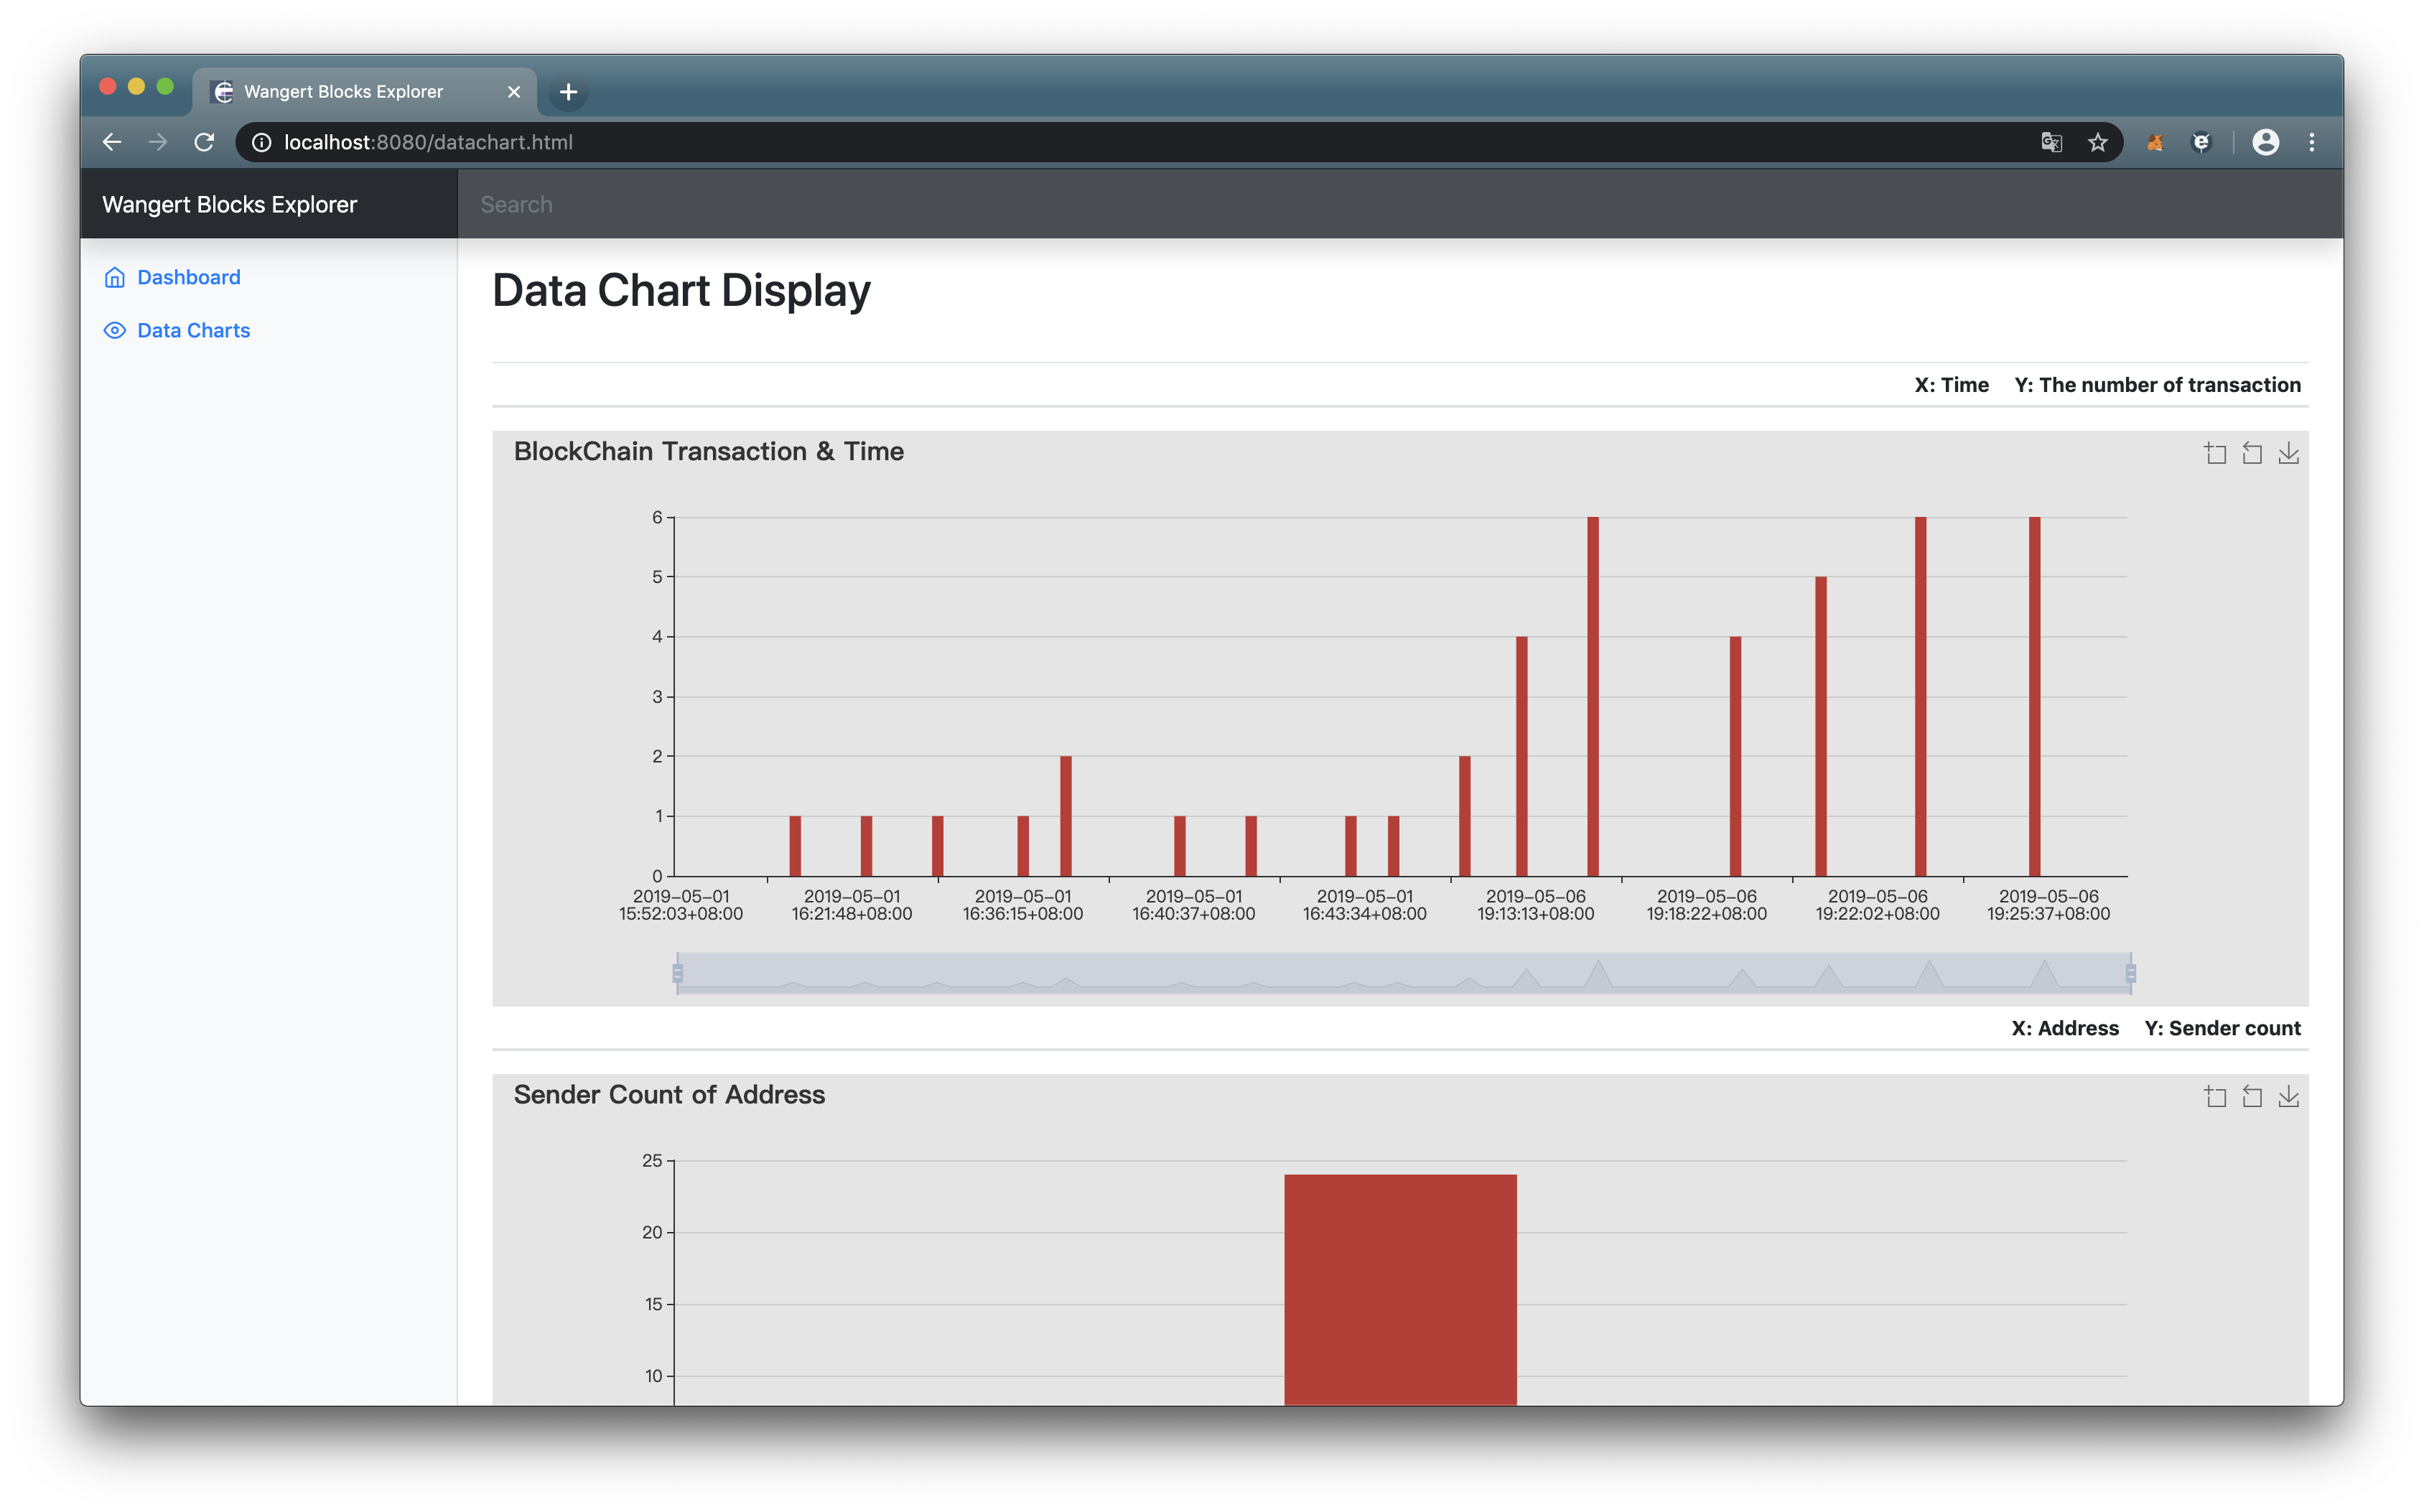 Wangert Blocks Explorer
localhost:8080/datachart.html
Wangert Blocks Explorer
Search
Dashboard
Data Charts
Data Chart Display
X: Time Y: The number of transaction
BlockChain Transaction & Time
6
5
4
3
2
1
0
2019-05-01 2019-05-01 2019-05-01 2019-05-01 2019-05-01 2019-05-06 2019-05-06 2019-05-06 2019-05-06
15:52:03+08:00 16:21:48+08:00 16:36:15+08:00 16:40:37+08:00 16:43:34+08:00 19:13:13+08:00 19:18:22+08:00 19:22:02+08:00 19:25:37+08:00
X: Address Y: Sender count
Sender Count of Address
25
20
15
10